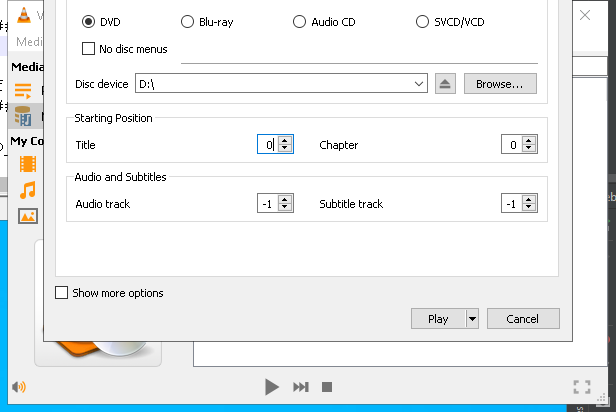 DVD Blu-ray Audio CD SVCD/VCD
No disc menus
Disc device D:\ Browse...
Starting Position
Title 0 Chapter 0
Audio and Subtitles
Audio track -1 Subtitle track -1
Show more options
Play Cancel
Media
Media
My Co